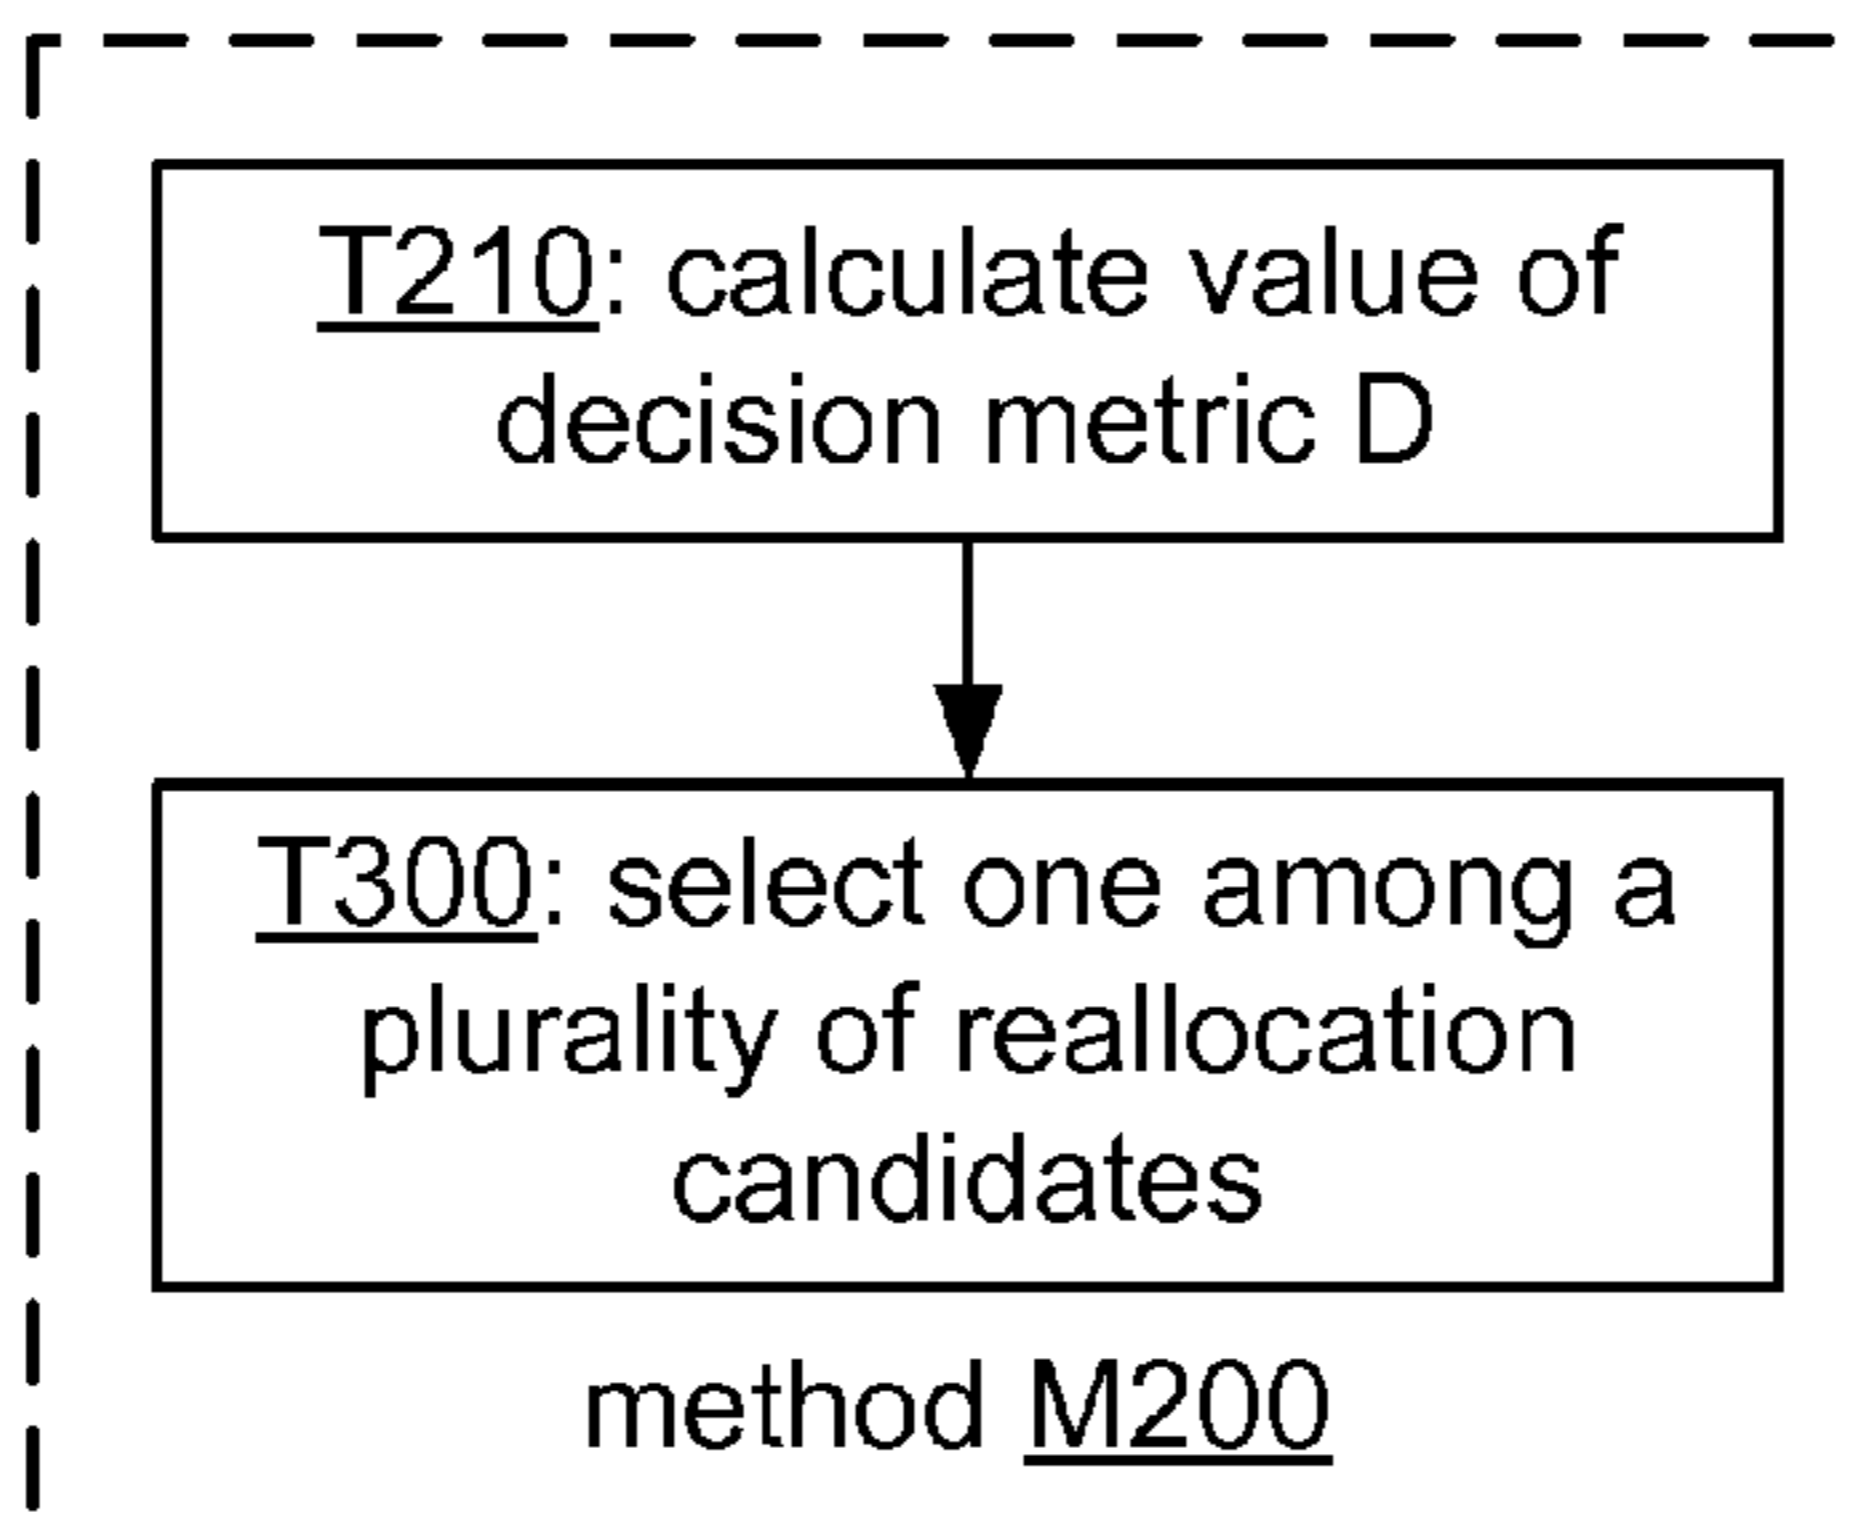 T210: calculate value of
decision metric D
T300: select one among a
plurality of reallocation
candidates
method M200